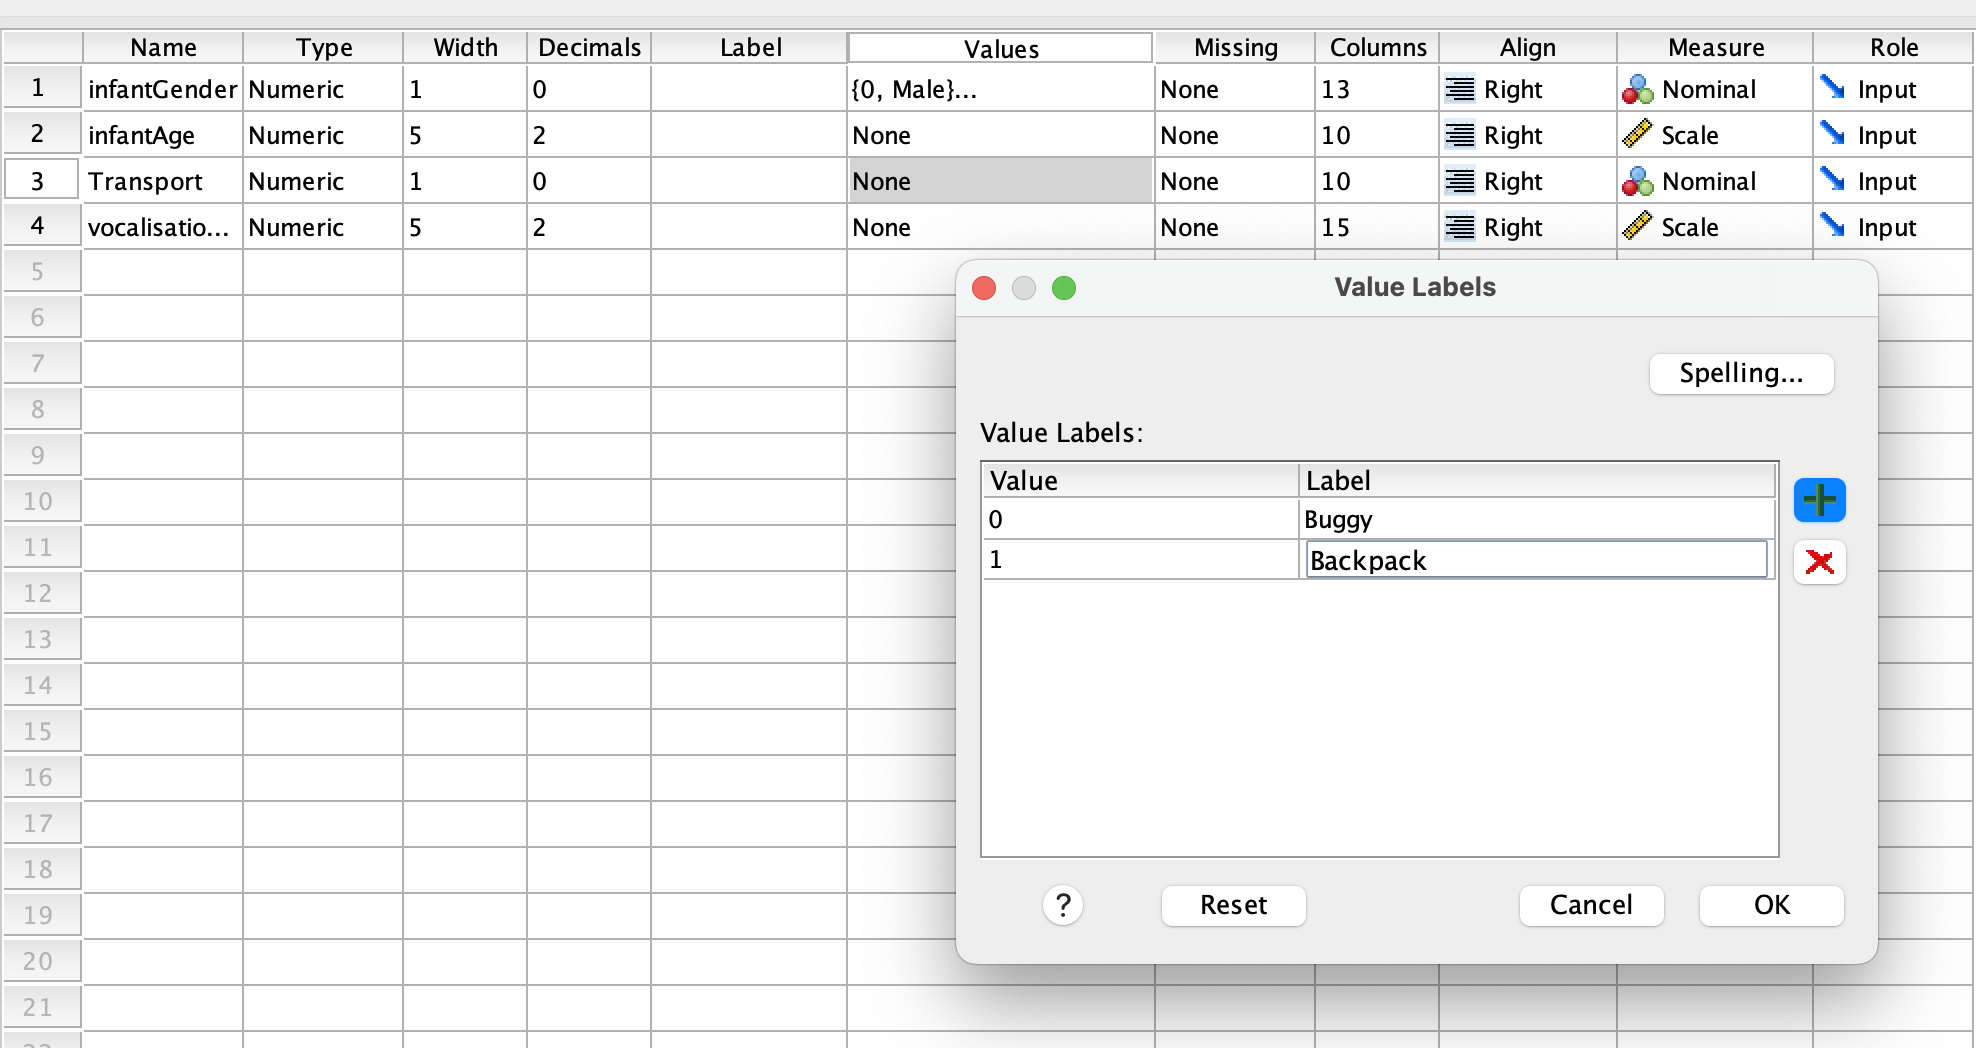 Name Type Width Decimals Label Values Missing Columns Align Measure Role
1 infantGender Numeric 1 0 {0, Male}... None 13 Right Nominal Input
2 infantAge Numeric 5 2 None None 10 Right Scale Input
3 Transport Numeric 1 0 None None 10 Right Nominal Input
4 vocalisatio... Numeric 5 2 None None 15 Right Scale Input
5
6
7
8
9
10
11
12
13
14
15
16
17
18
19
20
21
Value Labels
Spelling...
Value Labels:
Value Label
0 Buggy
1 Backpack
? Reset Cancel OK